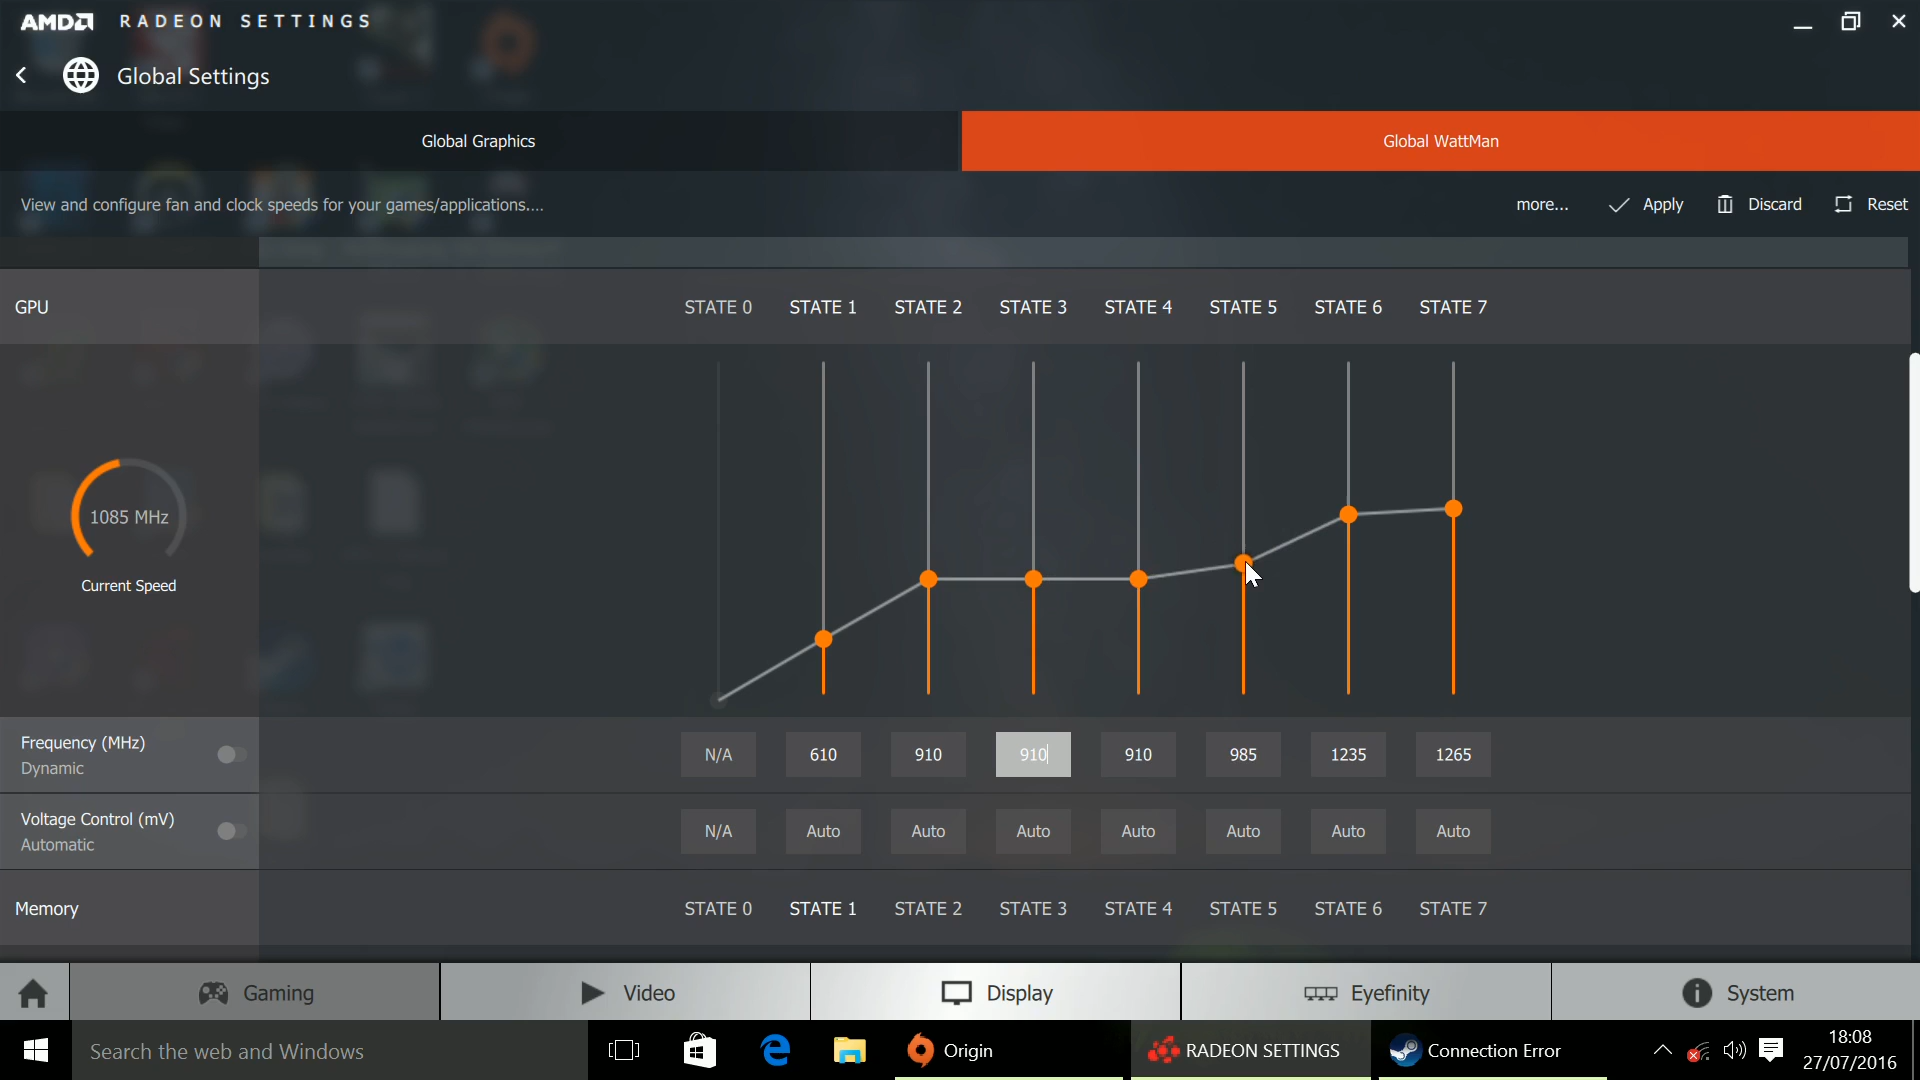 AMD RADEON SETTINGS
Global Settings
Global Graphics
Global WattMan
View and configure fan and clock speeds for your games/applications....
more...
Apply
Discard
Reset
GPU
STATE 0 STATE 1 STATE 2 STATE 3 STATE 4 STATE 5 STATE 6 STATE 7
1085 MHz
Current Speed
Frequency (MHz)
Dynamic
N/A 610 910 910 910 985 1235 1265
Voltage Control (mV)
Automatic
N/A Auto Auto Auto Auto Auto Auto Auto
Memory
STATE 0 STATE 1 STATE 2 STATE 3 STATE 4 STATE 5 STATE 6 STATE 7
Gaming
Video
Display
Eyefinity
System
Search the web and Windows
Origin
RADEON SETTINGS
Connection Error
18:08
27/07/2016